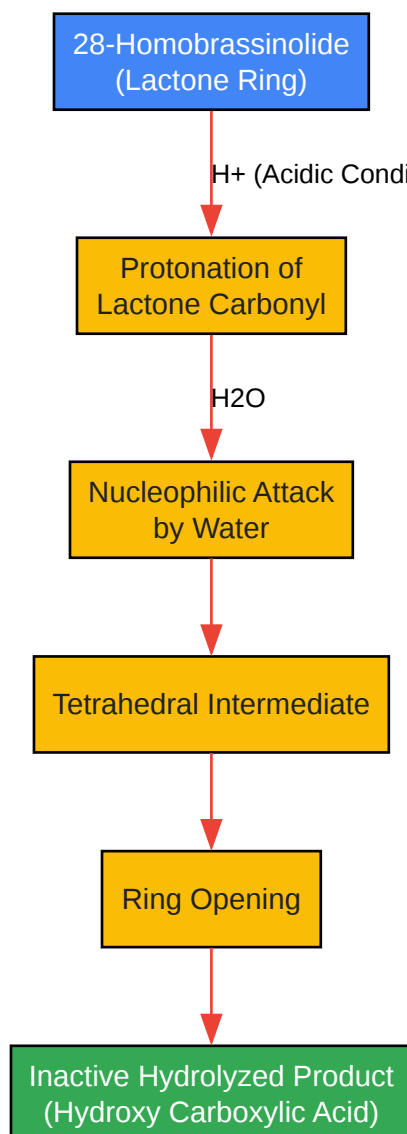 28-Homobrassinolide
(Lactone Ring)
H+ (Acidic Condi
Protonation of
Lactone Carbonyl
H2O
Nucleophilic Attack
by Water
Tetrahedral Intermediate
Ring Opening
Inactive Hydrolyzed Product
(Hydroxy Carboxylic Acid)